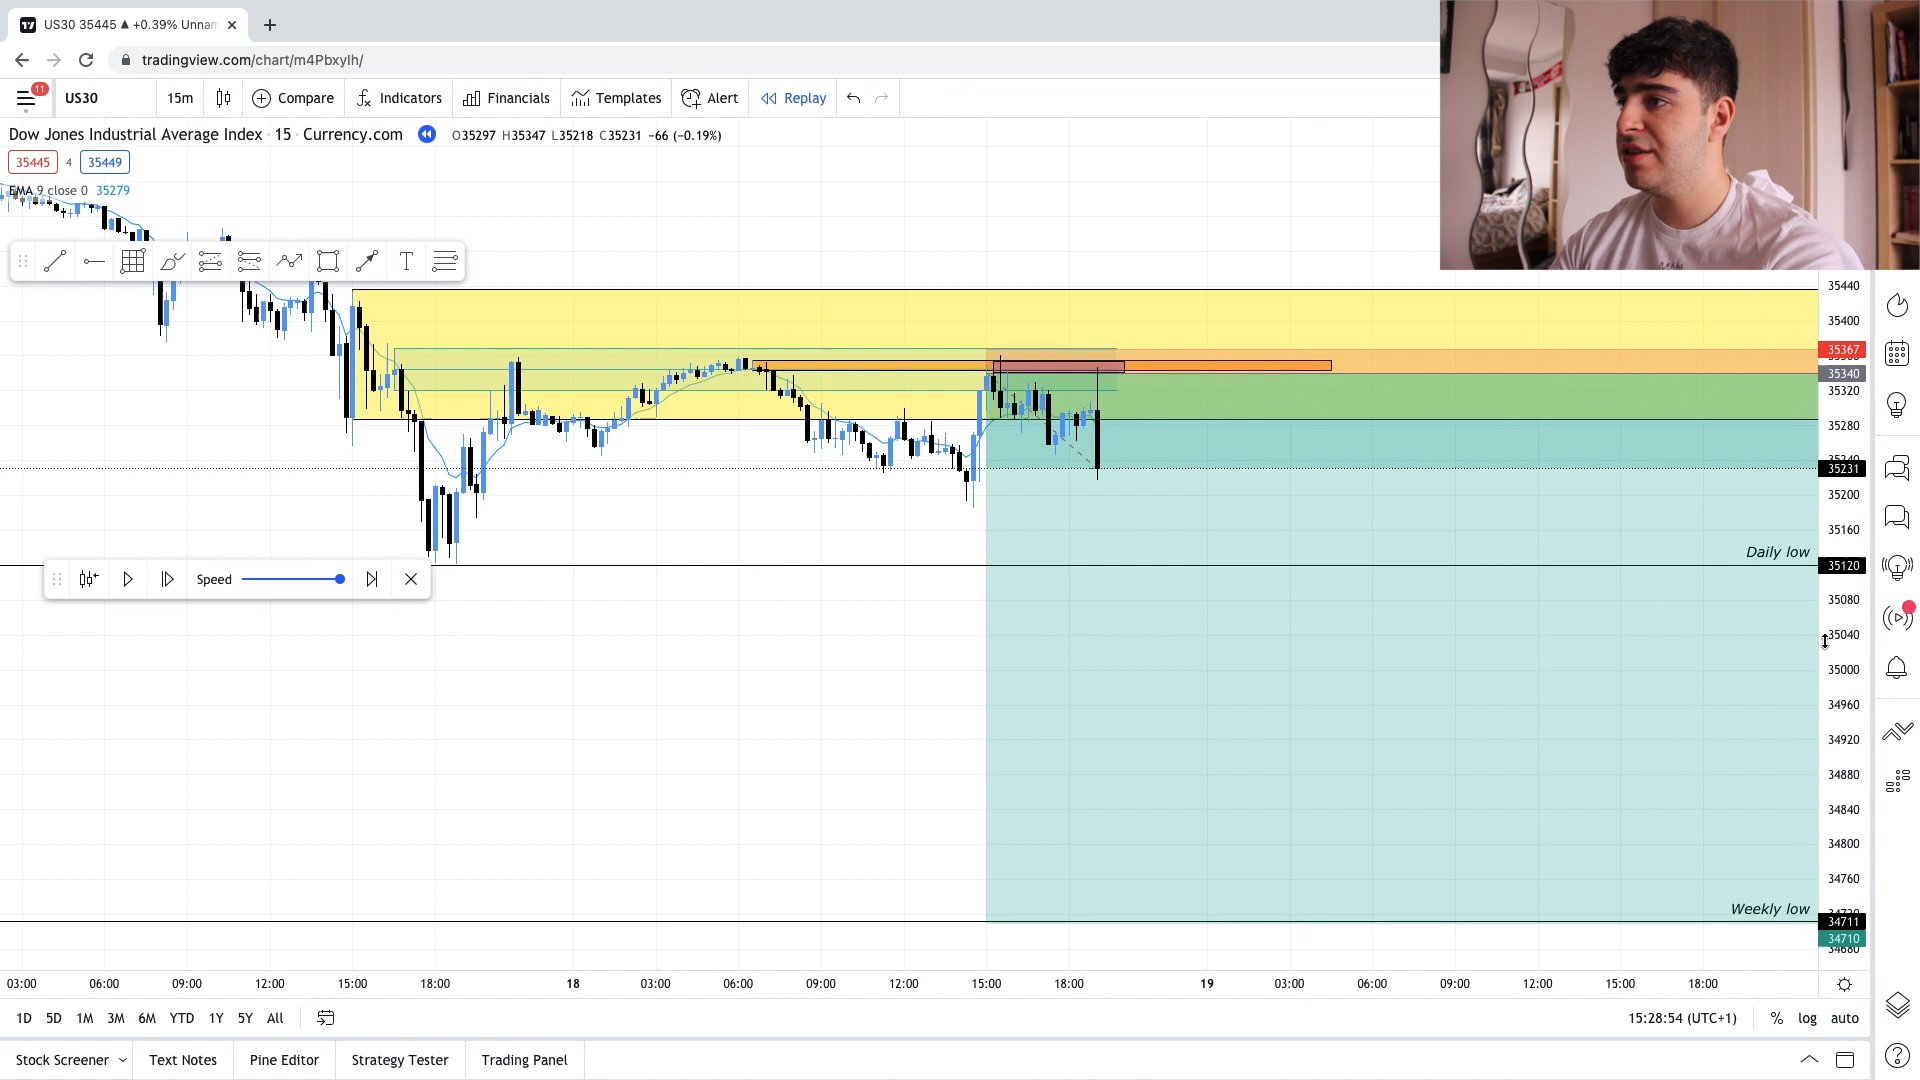 US30 35445 ▲ +0.39% Unnam
tradingview.com/chart/m4PbxyIh/
11
US30 15m Compare Indicators Financials Templates Alert Replay
Dow Jones Industrial Average Index · 15 · Currency.com O35297 H35347 L35218 C35231 −66 (−0.19%)
35445 4 35449
EMA 9 close 0 35279
35440
35400
35367
35340
35320
35280
35240
35231
35200
35160
Daily low
35120
Speed
35080
35040
35000
34960
34920
34880
34840
34800
34760
Weekly low
34711
34710
34680
03:00 06:00 09:00 12:00 15:00 18:00 18 03:00 06:00 09:00 12:00 15:00 18:00 19 03:00 06:00 09:00 12:00 15:00 18:00
1D 5D 1M 3M 6M YTD 1Y 5Y All 15:28:54 (UTC+1) % log auto
Stock Screener Text Notes Pine Editor Strategy Tester Trading Panel